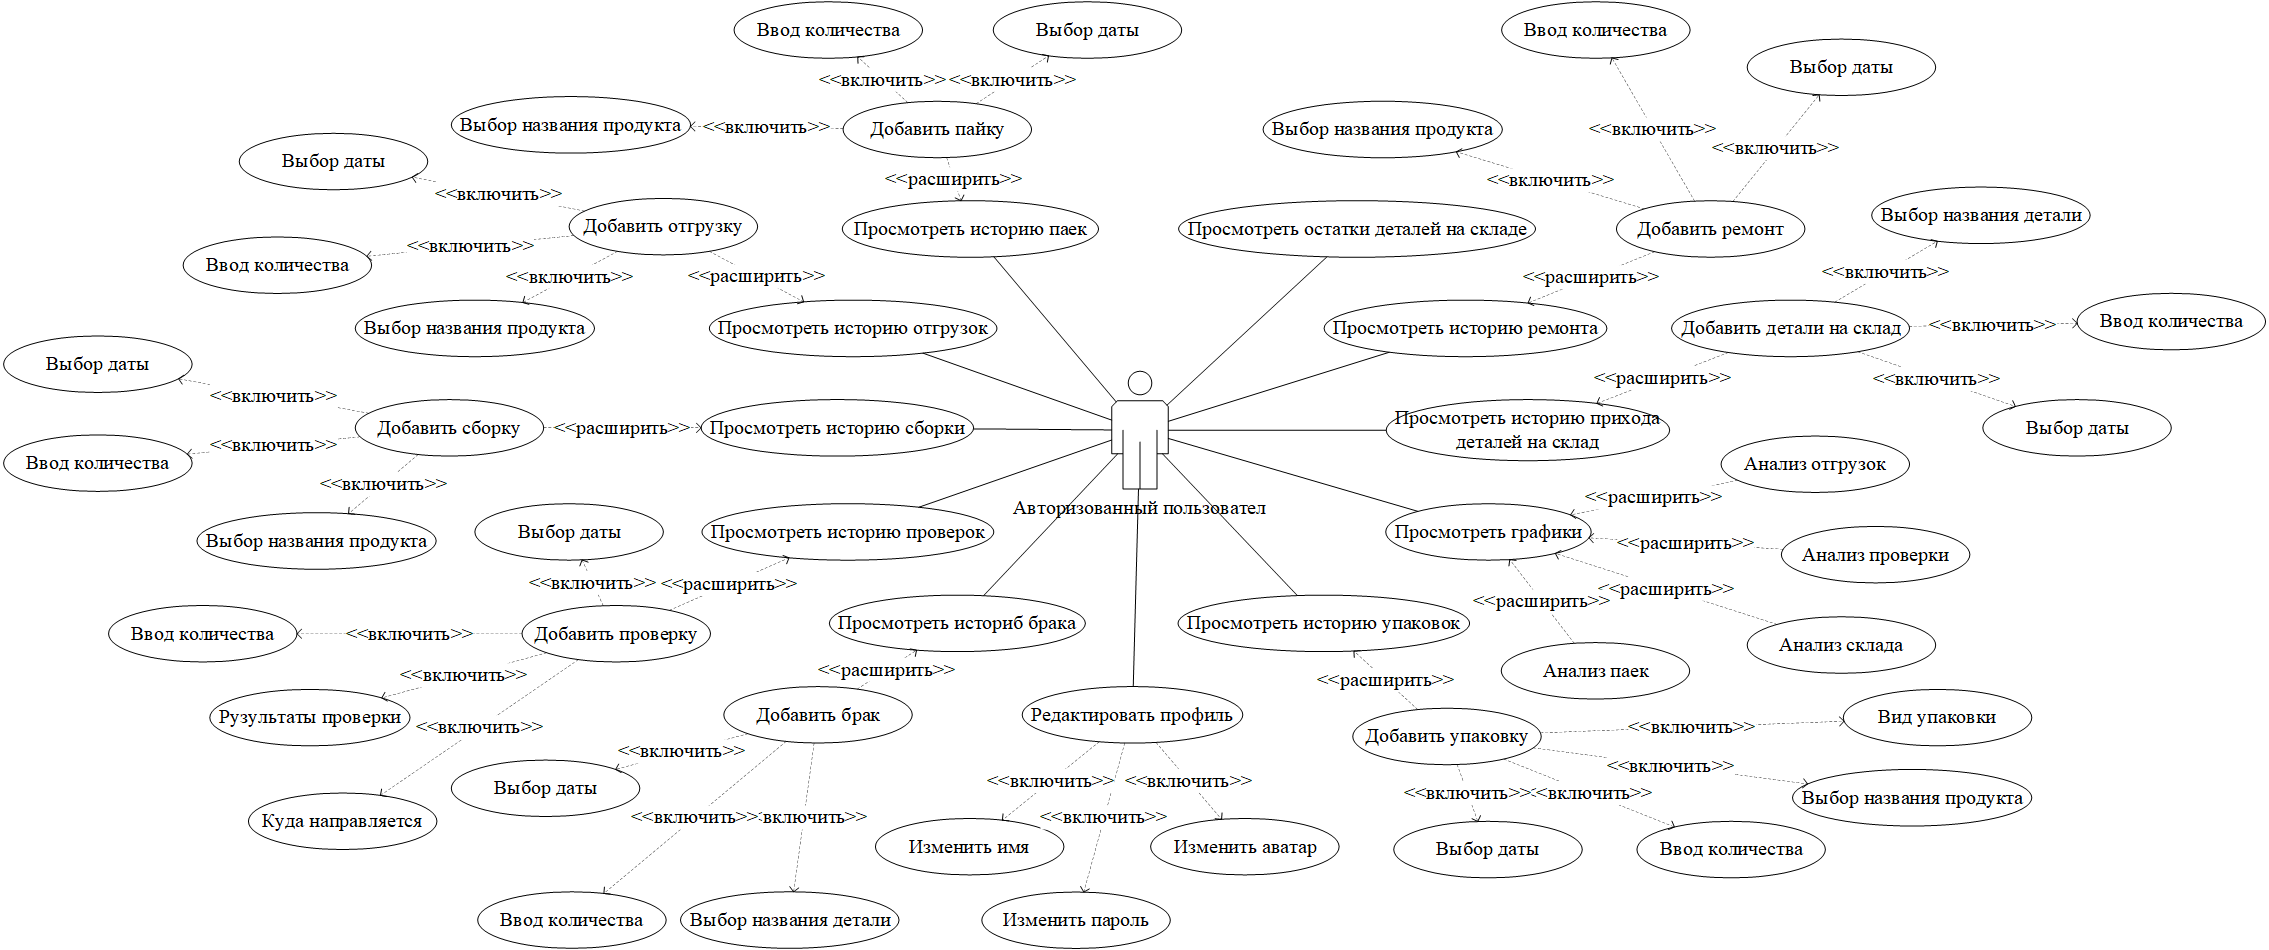 Ввод количества
Выбор даты
Ввод количества
Выбор даты
<<включить>>
<<включить>>
Выбор названия продукта
<<включить>>
Добавить пайку
Выбор названия продукта
<<включить>>
<<включить>>
Выбор даты
<<включить>>
<<расширить>>
<<включить>>
Добавить отгрузку
Просмотреть историю паек
Просмотреть остатки деталей на складе
Добавить ремонт
Выбор названия детали
Ввод количества
<<включить>>
<<включить>>
<<расширить>>
<<расширить>>
<<включить>>
Выбор названия продукта
Просмотреть историю отгрузок
Просмотреть историю ремонта
Добавить детали на склад
<<включить>>
Ввод количества
Выбор даты
<<включить>>
<<расширить>>
<<включить>>
Добавить сборку
<<расширить>>
Просмотреть историю сборки
Просмотреть историю прихода
деталей на склад
Выбор даты
Ввод количества
<<включить>>
<<включить>>
Анализ отгрузок
<<расширить>>
Авторизованный пользовател
Выбор названия продукта
Выбор даты
Просмотреть историю проверок
Просмотреть графики
<<расширить>>
Анализ проверки
<<включить>>
<<расширить>>
<<расширить>>
<<расширить>>
Ввод количества
<<включить>>
Добавить проверку
Просмотреть историб брака
Просмотреть историю упаковок
Анализ склада
<<включить>>
<<расширить>>
<<расширить>>
Анализ паек
Рузультаты проверки
<<включить>>
Добавить брак
Редактировать профиль
Добавить упаковку
<<включить>>
Вид упаковки
<<включить>>
<<включить>>
Выбор даты
<<включить>>
<<включить>>
<<включить>>
<<включить>>
Выбор названия продукта
Куда направляется
<<включить>>
включить>>
<<включить>>
Изменить имя
Изменить аватар
Выбор даты
Ввод количества
Ввод количества
Выбор названия детали
Изменить пароль